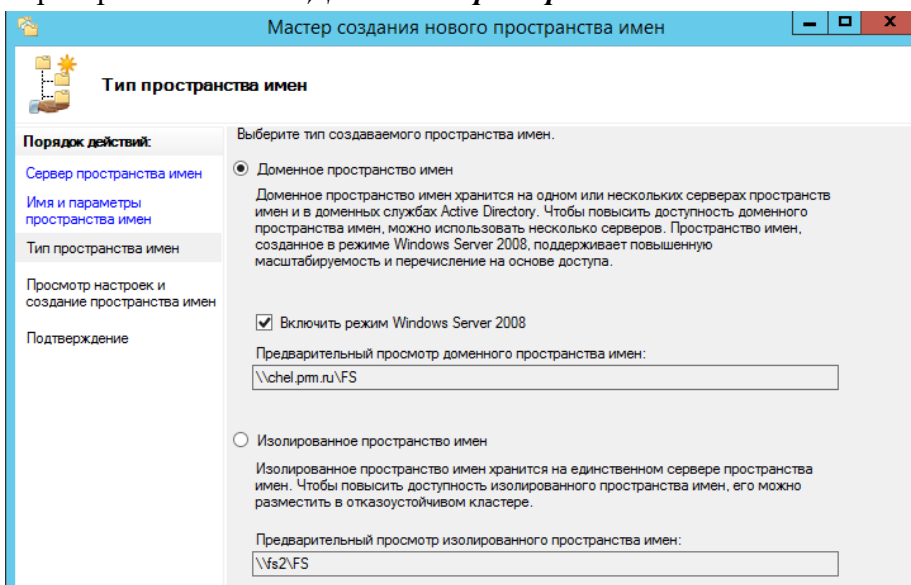 Мастер создания нового пространства имен
Тип пространства имен
Порядок действий:
Сервер пространства имен
Имя и параметры
пространства имен
Тип пространства имен
Просмотр настроек и
создание пространства имен
Подтверждение
Выберите тип создаваемого пространства имен.
Доменное пространство имен
Доменное пространство имен хранится на одном или нескольких серверах пространств
имен и в доменных службах Active Directory. Чтобы повысить доступность доменного
пространства имен, можно использовать несколько серверов. Пространство имен,
созданное в режиме Windows Server 2008, поддерживает повышенную
масштабируемость и перечисление на основе доступа.
Включить режим Windows Server 2008
Предварительный просмотр доменного пространства имен:
\\chel.prm.ru\FS
Изолированное пространство имен
Изолированное пространство имен хранится на единственном сервере пространства
имен. Чтобы повысить доступность изолированного пространства имен, его можно
разместить в отказоустойчивом кластере.
Предварительный просмотр изолированного пространства имен:
\\fs2\FS